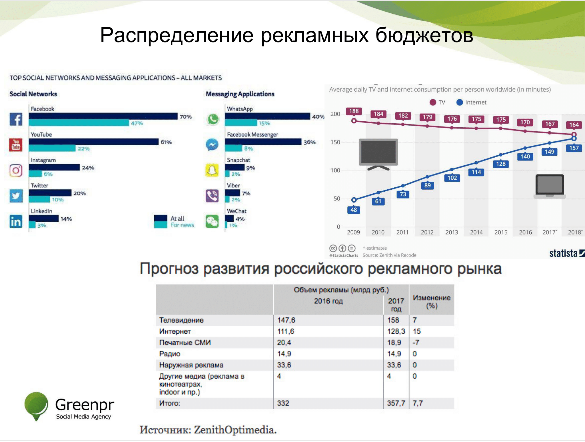 Распределение рекламных бюджетов
TOP SOCIAL NETWORKS AND MESSAGING APPLICATIONS – ALL MARKETS
Social Networks
Facebook
70%
47%
YouTube
61%
22%
Instagram
24%
6%
Twitter
20%
10%
LinkedIn
14%
3%
At all
For news
Messaging Applications
WhatsApp
40%
15%
Facebook Messenger
36%
8%
Snapchat
9%
2%
Viber
7%
2%
WeChat
4%
1%
Average daily TV and internet consumption per person worldwide (in minutes)
TV Internet
200
150
100
50
0
188 184 182 179 176 175 175 170 167 164
48 61 73 89 102 114 126 140 149 157
2009 2010 2011 2012 2013 2014 2015 2016 2017* 2018*
* estimates
@StatistaCharts Source: Zenith via Recode
statista
Прогноз развития российского рекламного рынка
Объем рекламы (млрд руб.) Изменение (%)
2016 год 2017 год
Телевидение 147,6 158 7
Интернет 111,6 128,3 15
Печатные СМИ 20,4 18,9 -7
Радио 14,9 14,9 0
Наружная реклама 33,6 33,6 0
Другие медиа (реклама в
кинотеатрах,
indoor и пр.) 4 4 0
Итого: 332 357,7 7,7
Greenpr
Social Media Agency
Источник: ZenithOptimedia.